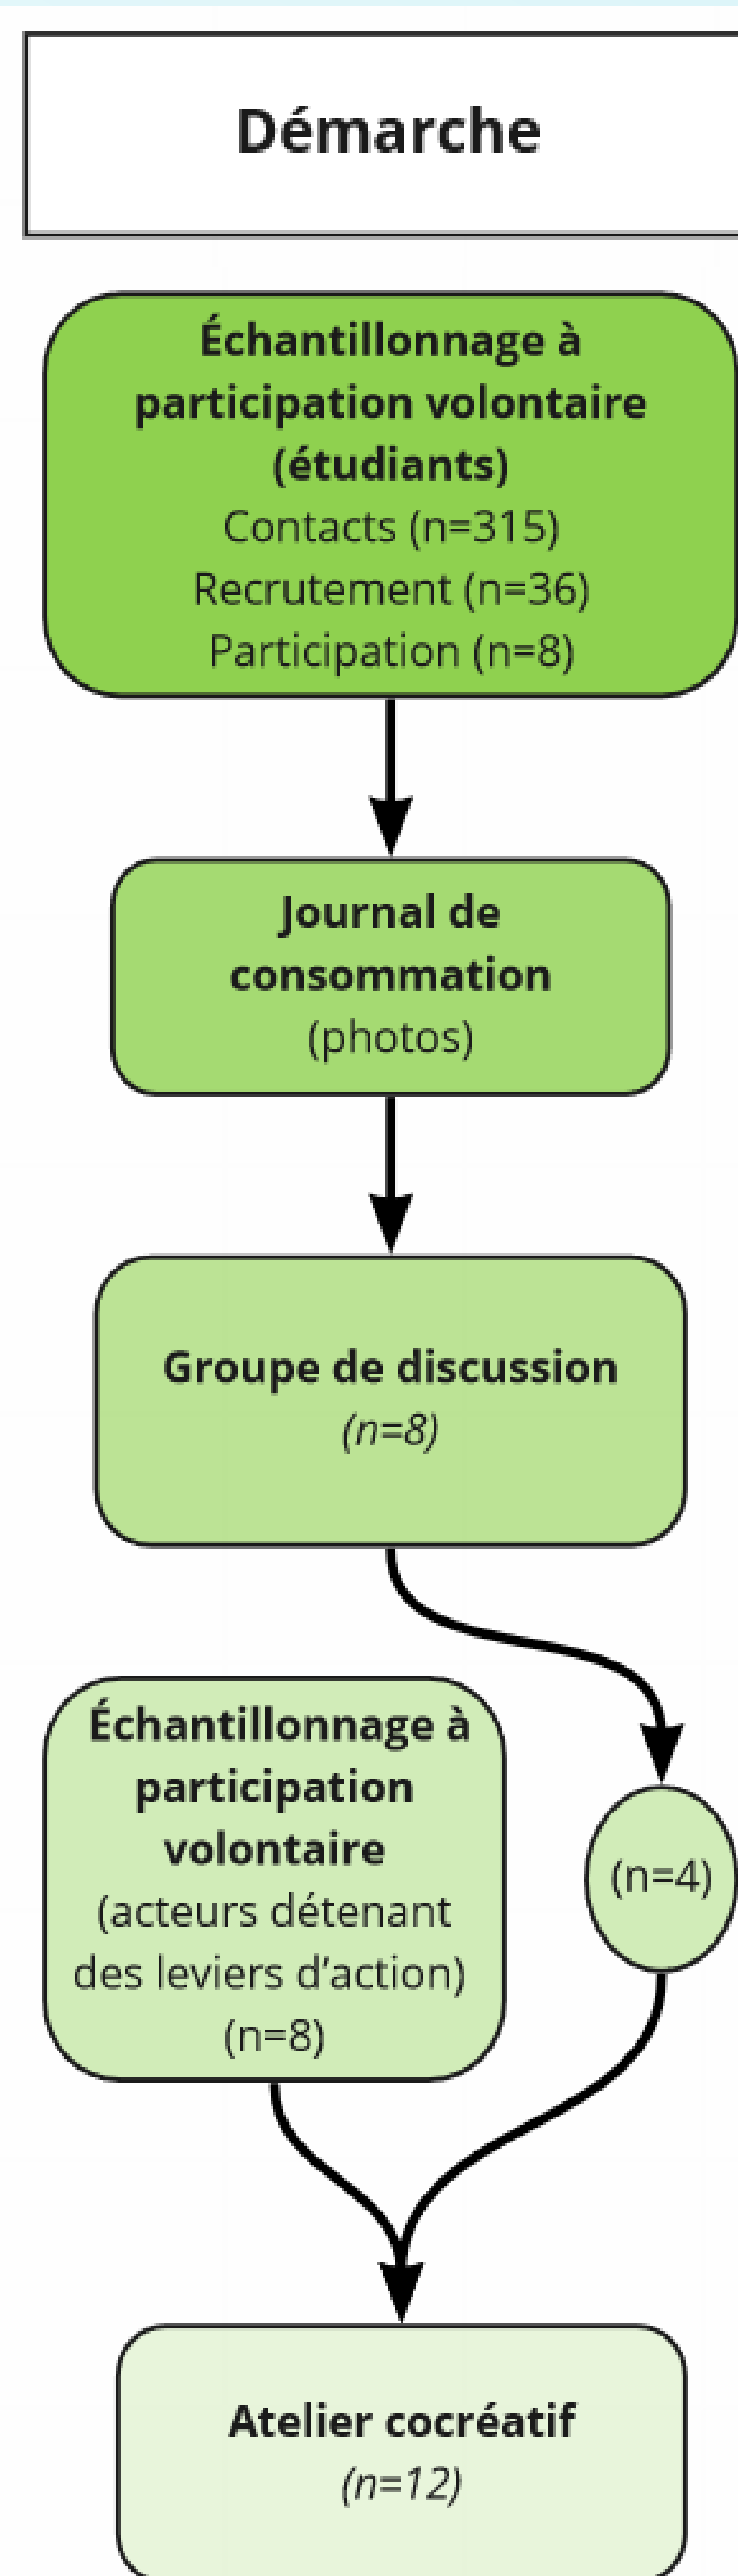 Démarche
Échantillonnage à
participation volontaire
(étudiants)
Contacts (n=315)
Recrutement (n=36)
Participation (n=8)
Journal de
consommation
(photos)
Groupe de discussion
(n=8)
Échantillonnage à
participation
volontaire
(acteurs détenant
des leviers d’action)
(n=8)
(n=4)
Atelier cocréatif
(n=12)